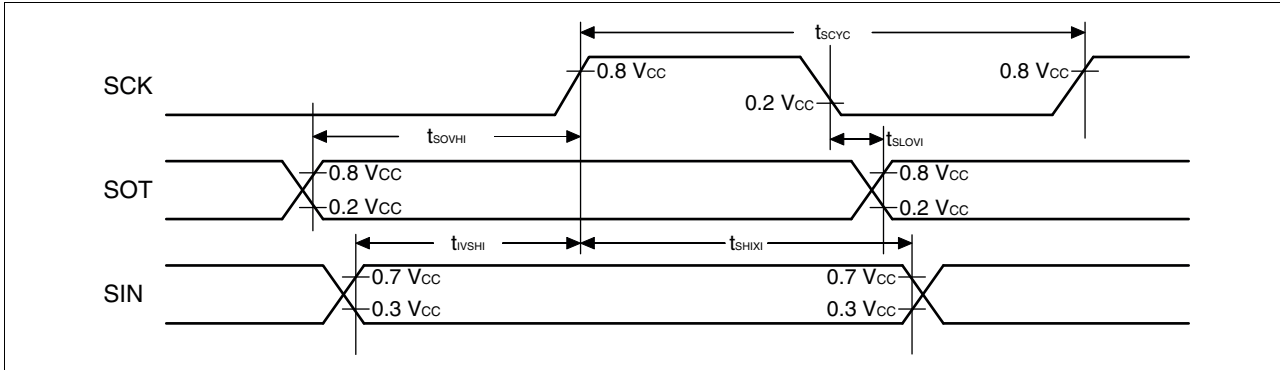 tSCYC
SCK
0.8 VCC
0.8 VCC
0.2 VCC
tSOVHI
tSLOVI
SOT
0.8 VCC
0.8 VCC
0.2 VCC
0.2 VCC
tIVSHI
tSHIXI
SIN
0.7 VCC
0.7 VCC
0.3 VCC
0.3 VCC